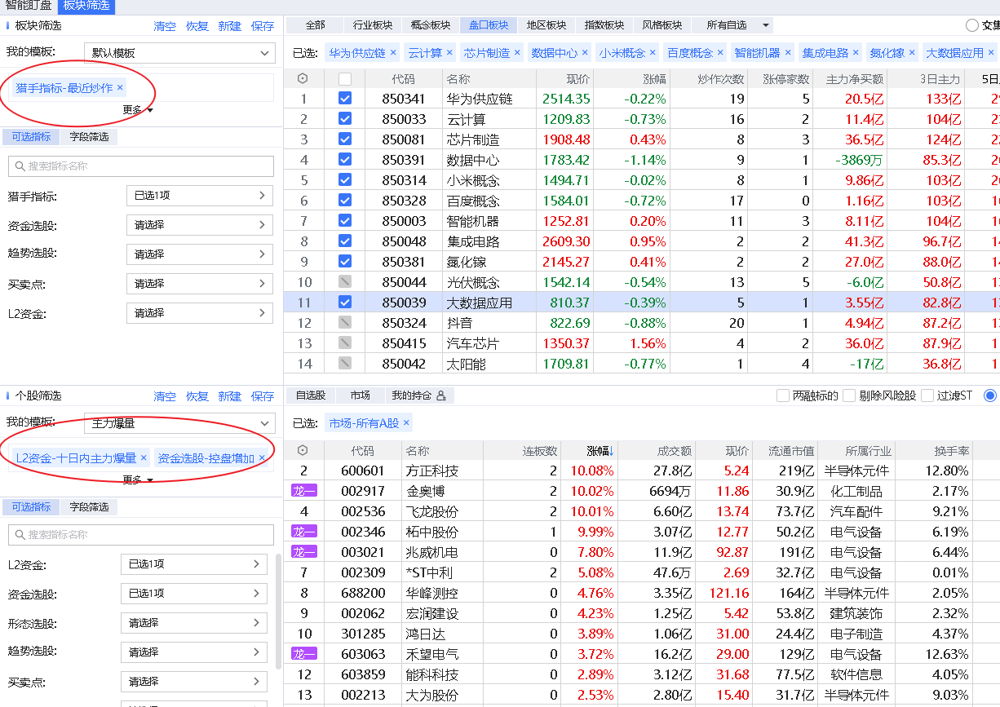 智能盯盘 板块筛选
板块筛选 清空 恢复 新建 保存
我的模板: 默认模板
猎手指标-最近炒作 ×
更多
可选指标 字段筛选
搜索指标名称
猎手指标: 已选1项
资金选股: 请选择
趋势选股: 请选择
买卖点: 请选择
L2资金: 请选择
全部 行业板块 概念板块 盘口板块 地区板块 指数板块 风格板块 所有自选 交集
已选: 华为供应链 × 云计算 × 芯片制造 × 数据中心 × 小米概念 × 百度概念 × 智能机器 × 集成电路 × 氮化镓 × 大数据应用 ×
代码 名称 现价 涨幅 炒作次数 涨停家数 主力净买额 3日主力 5日
1 850341 华为供应链 2514.35 -0.22% 19 5 20.5亿 133亿
2 850033 云计算 1209.83 -0.73% 16 2 11.4亿 104亿
3 850081 芯片制造 1908.48 0.43% 8 3 36.5亿 124亿
4 850391 数据中心 1783.42 -1.14% 9 1 -3869万 85.3亿
5 850314 小米概念 1494.71 -0.02% 8 1 9.86亿 103亿
6 850328 百度概念 1584.01 -0.72% 17 0 1.16亿 103亿
7 850003 智能机器 1252.81 0.20% 11 3 8.11亿 104亿
8 850048 集成电路 2609.30 0.95% 2 2 41.3亿 96.7亿
9 850381 氮化镓 2145.27 0.41% 2 2 27.0亿 88.0亿
10 850044 光伏概念 1542.14 -0.54% 13 5 -6.0亿 50.8亿
11 850039 大数据应用 810.37 -0.39% 5 1 3.55亿 82.8亿
12 850324 抖音 822.69 -0.88% 20 1 4.94亿 87.2亿
13 850415 汽车芯片 1350.37 1.56% 4 2 36.0亿 87.9亿
14 850042 太阳能 1709.81 -0.77% 1 4 -17亿 36.8亿
个股筛选 清空 恢复 新建 保存
我的模板: 主力爆量
L2资金-十日内主力爆量 × 资金选股-控盘增加 ×
更多
可选指标 字段筛选
搜索指标名称
L2资金: 已选1项
资金选股: 已选1项
形态选股: 请选择
趋势选股: 请选择
买卖点: 请选择
自选股 市场 我的持仓 两融标的 剔除风险股 过滤ST
已选: 市场-所有A股 ×
代码 名称 连板数 涨幅↓ 成交额 现价 流通市值 所属行业 换手率
2 600601 方正科技 2 10.08% 27.8亿 5.24 219亿 半导体元件 12.80%
龙一 002917 金奥博 2 10.02% 6694万 11.86 30.9亿 化工制品 2.17%
4 002536 飞龙股份 2 10.01% 6.60亿 13.74 73.7亿 汽车配件 9.21%
龙一 002346 柘中股份 1 9.99% 3.07亿 12.77 50.2亿 电气设备 6.19%
龙一 003021 兆威机电 0 7.80% 11.9亿 92.87 191亿 电气设备 6.44%
7 002309 *ST中利 2 5.08% 47.6万 2.69 32.7亿 电气设备 0.01%
8 688200 华峰测控 0 4.76% 3.35亿 121.16 164亿 半导体元件 2.05%
9 002062 宏润建设 0 4.23% 1.25亿 5.42 53.8亿 建筑装饰 2.32%
10 301285 鸿日达 0 3.89% 1.06亿 31.00 24.4亿 电子制造 4.37%
龙一 603063 禾望电气 0 3.72% 16.2亿 29.00 129亿 电气设备 12.63%
12 603859 能科科技 0 2.89% 3.12亿 31.68 77.5亿 软件信息 4.05%
13 002213 大为股份 0 2.53% 2.80亿 15.40 31.7亿 半导体元件 9.03%